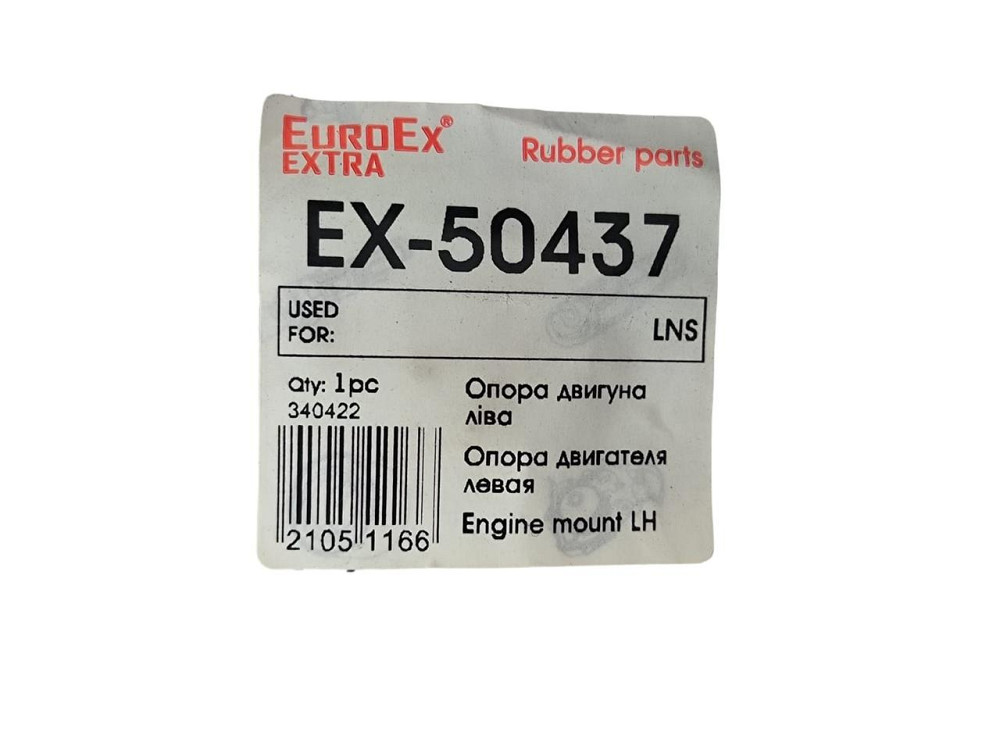 EUROEX®
EXTRA
Rubber parts
EX-50437
USED
FOR:
LNS
Qty: 1pc
340422
2105 1166
Опора двигуна
ліва
Опора двигателя
левая
Engine mount LH